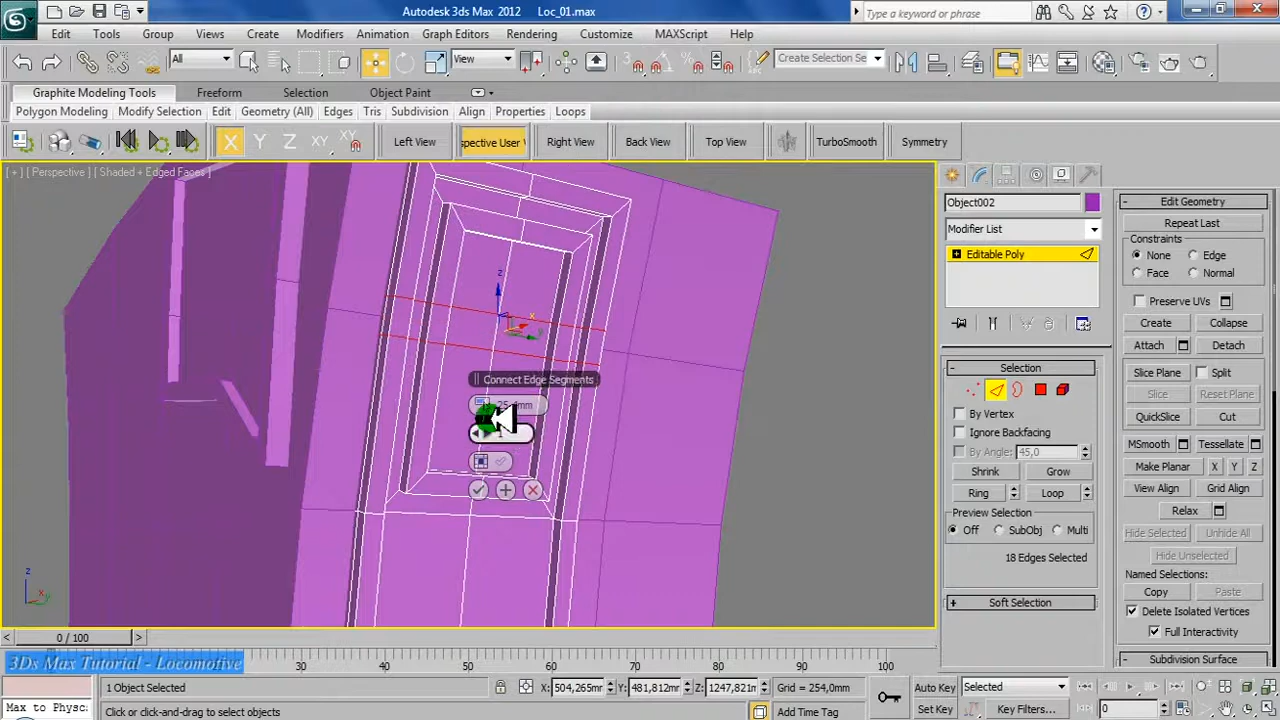 Autodesk 3ds Max 2012 Loc_01.max
Type a keyword or phrase
Edit Tools Group Views Create Modifiers Animation Graph Editors Rendering Customize MAXScript Help
All View Create Selection Se
Graphite Modeling Tools Freeform Selection Object Paint
Polygon Modeling Modify Selection Edit Geometry (All) Edges Tris Subdivision Align Properties Loops
X Y Z XY XY Left View spective User V Right View Back View Top View TurboSmooth Symmetry
[ + ] [ Perspective ] [ Shaded + Edged Faces ]
Object002
Modifier List
Editable Poly
Selection
By Vertex
Ignore Backfacing
By Angle: 45,0
Shrink Grow
Ring Loop
Preview Selection
Off SubObj Multi
18 Edges Selected
Soft Selection
Edit Geometry
Repeat Last
Constraints
None Edge
Face Normal
Preserve UVs
Create Collapse
Attach Detach
Slice Plane Split
Slice Reset Plane
QuickSlice Cut
MSmooth Tessellate
Make Planar X Y Z
View Align Grid Align
Relax
Hide Selected Unhide All
Hide Unselected
Named Selections:
Copy Paste
Delete Isolated Vertices
Full Interactivity
Subdivision Surface
z
x
y
Connect Edge Segments
1
z
0 / 100
3Ds Max Tutorial - Locomotive
30 40 50 60 70 80 90 100
1 Object Selected X: 504,265mr Y: 481,812mr Z: 1247,821n Grid = 254,0mm Auto Key Selected
Max to Physc Click or click-and-drag to select objects Add Time Tag Set Key Key Filters... 0